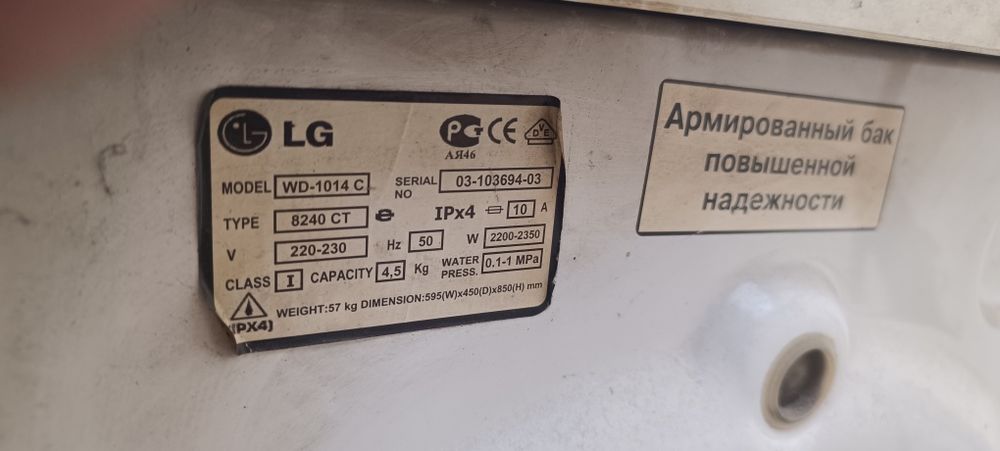 LG PG CE VDE
АЯ46
MODEL WD-1014 C SERIAL NO 03-103694-03
TYPE 8240 CT e IPx4 10 A
V 220-230 Hz 50 W 2200-2350
CLASS I CAPACITY 4,5 Kg WATER PRESS. 0.1-1 MPa
WEIGHT:57 kg DIMENSION:595(W)x450(D)x850(H) mm
(IPX4)
Армированный бак
повышенной
надежности